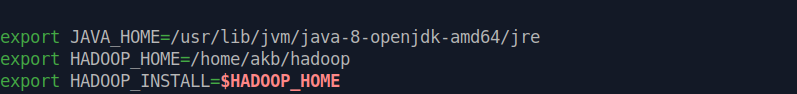 export JAVA_HOME=/usr/lib/jvm/java-8-openjdk-amd64/jre
export HADOOP_HOME=/home/akb/hadoop
export HADOOP_INSTALL=$HADOOP_HOME